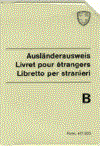 Ausländerausweis
Livret pour étrangers
Libretto per stranieri
B